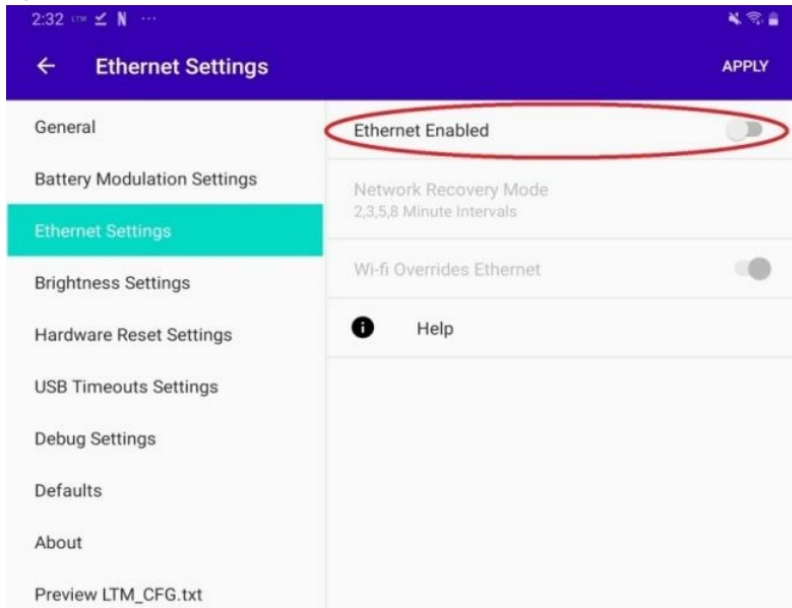 2:32 LTM N ...
Ethernet Settings
APPLY
General
Battery Modulation Settings
Ethernet Settings
Brightness Settings
Hardware Reset Settings
USB Timeouts Settings
Debug Settings
Defaults
About
Preview LTM_CFG.txt
Ethernet Enabled
Network Recovery Mode
2,3,5,8 Minute Intervals
Wi-fi Overrides Ethernet
Help